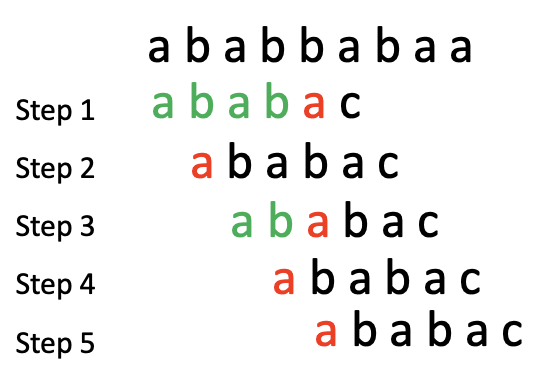 a b a b b a b a a
Step 1 a b a b a c
Step 2 a b a b a c
Step 3 a b a b a c
Step 4 a b a b a c
Step 5 a b a b a c